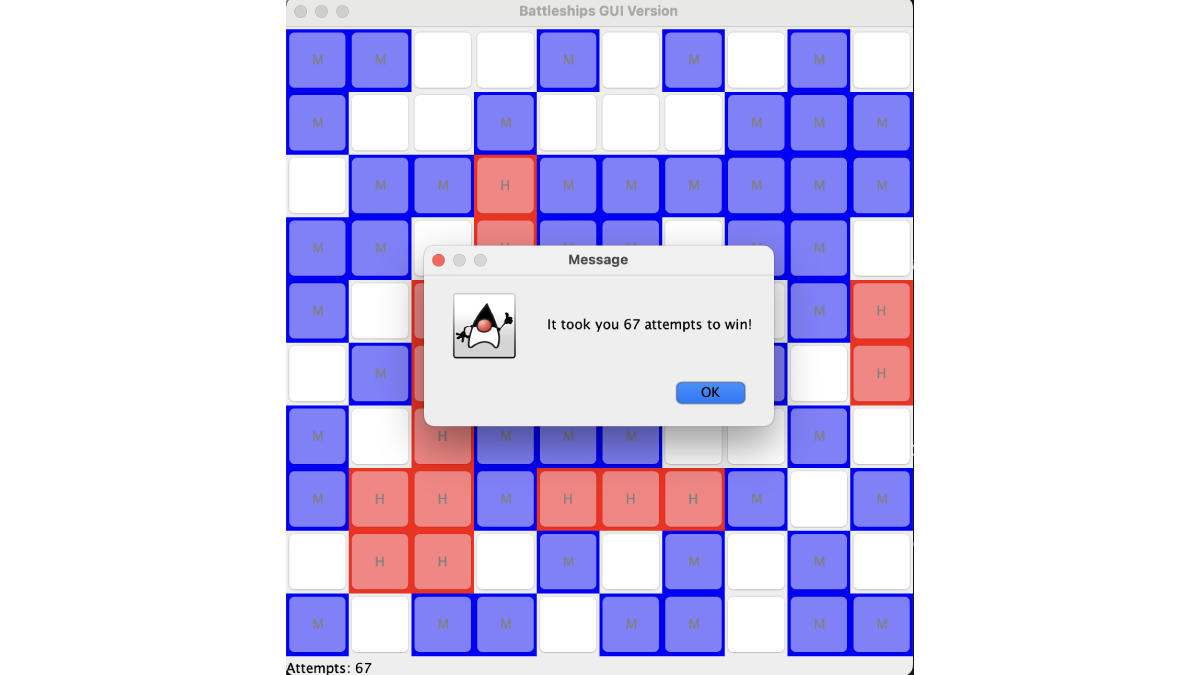 Battleships GUI Version
M M M M M
M M M M M
M M H M M M M M M
M M M
M M H
M H
M H M M M M
M H H M H H H M M
H H M M M
M M M M M M M
Message
It took you 67 attempts to win!
OK
Attempts: 67